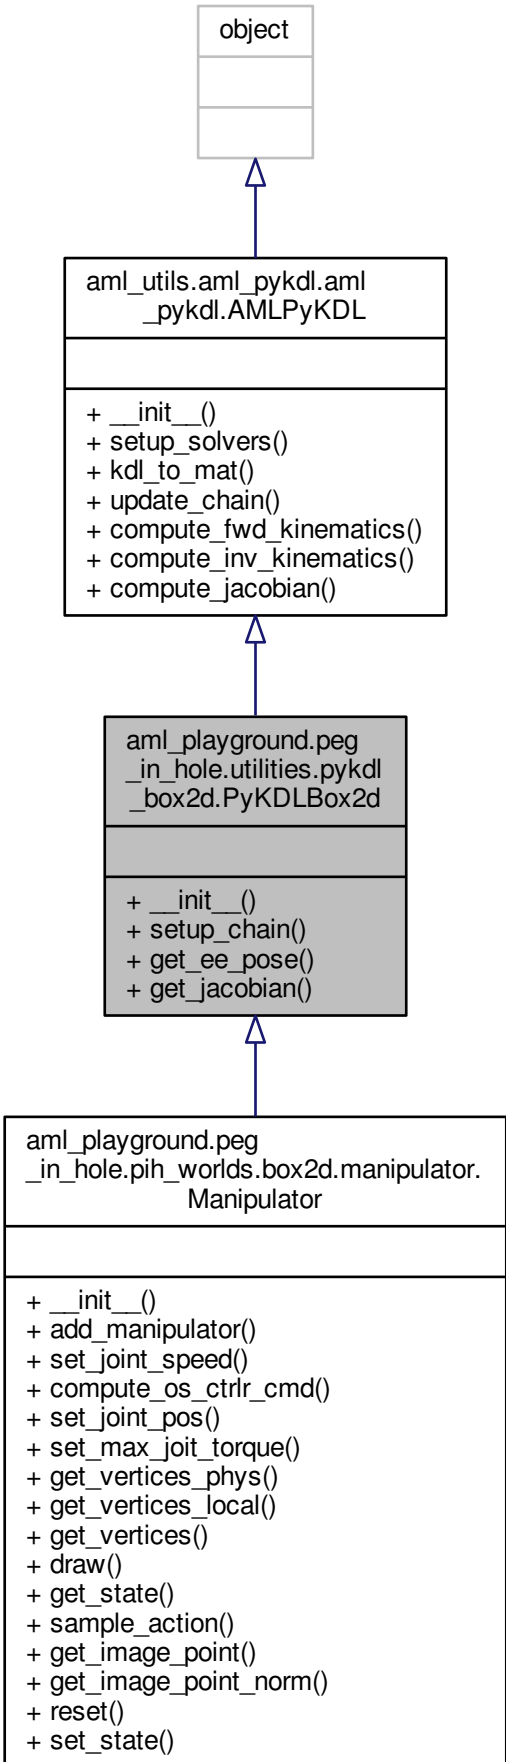 object
aml_utils.aml_pykdl.aml
_pykdl.AMLPyKDL
+ __init__()
+ setup_solvers()
+ kdl_to_mat()
+ update_chain()
+ compute_fwd_kinematics()
+ compute_inv_kinematics()
+ compute_jacobian()
aml_playground.peg
_in_hole.utilities.pykdl
_box2d.PyKDLBox2d
+ __init__()
+ setup_chain()
+ get_ee_pose()
+ get_jacobian()
aml_playground.peg
_in_hole.pih_worlds.box2d.manipulator.
Manipulator
+ __init__()
+ add_manipulator()
+ set_joint_speed()
+ compute_os_ctrlr_cmd()
+ set_joint_pos()
+ set_max_joit_torque()
+ get_vertices_phys()
+ get_vertices_local()
+ get_vertices()
+ draw()
+ get_state()
+ sample_action()
+ get_image_point()
+ get_image_point_norm()
+ reset()
+ set_state()